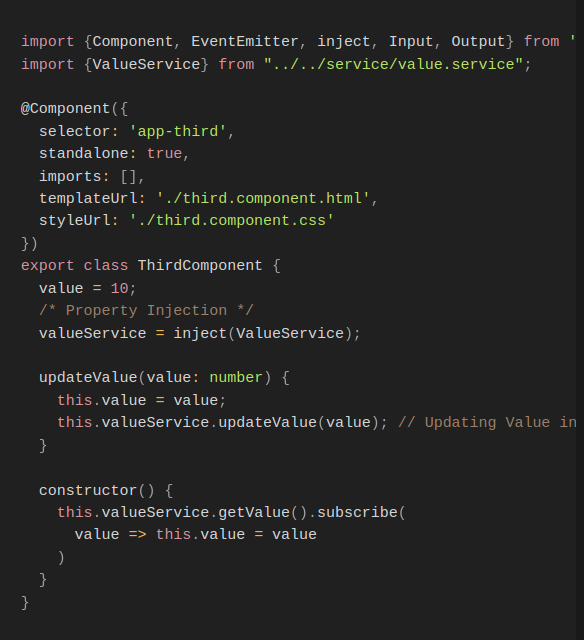 import {Component, EventEmitter, inject, Input, Output} from '
import {ValueService} from "../../service/value.service";
@Component({
  selector: 'app-third',
  standalone: true,
  imports: [],
  templateUrl: './third.component.html',
  styleUrl: './third.component.css'
})
export class ThirdComponent {
  value = 10;
  /* Property Injection */
  valueService = inject(ValueService);
  updateValue(value: number) {
    this.value = value;
    this.valueService.updateValue(value); // Updating Value in
  }
  constructor() {
    this.valueService.getValue().subscribe(
      value => this.value = value
    )
  }
}